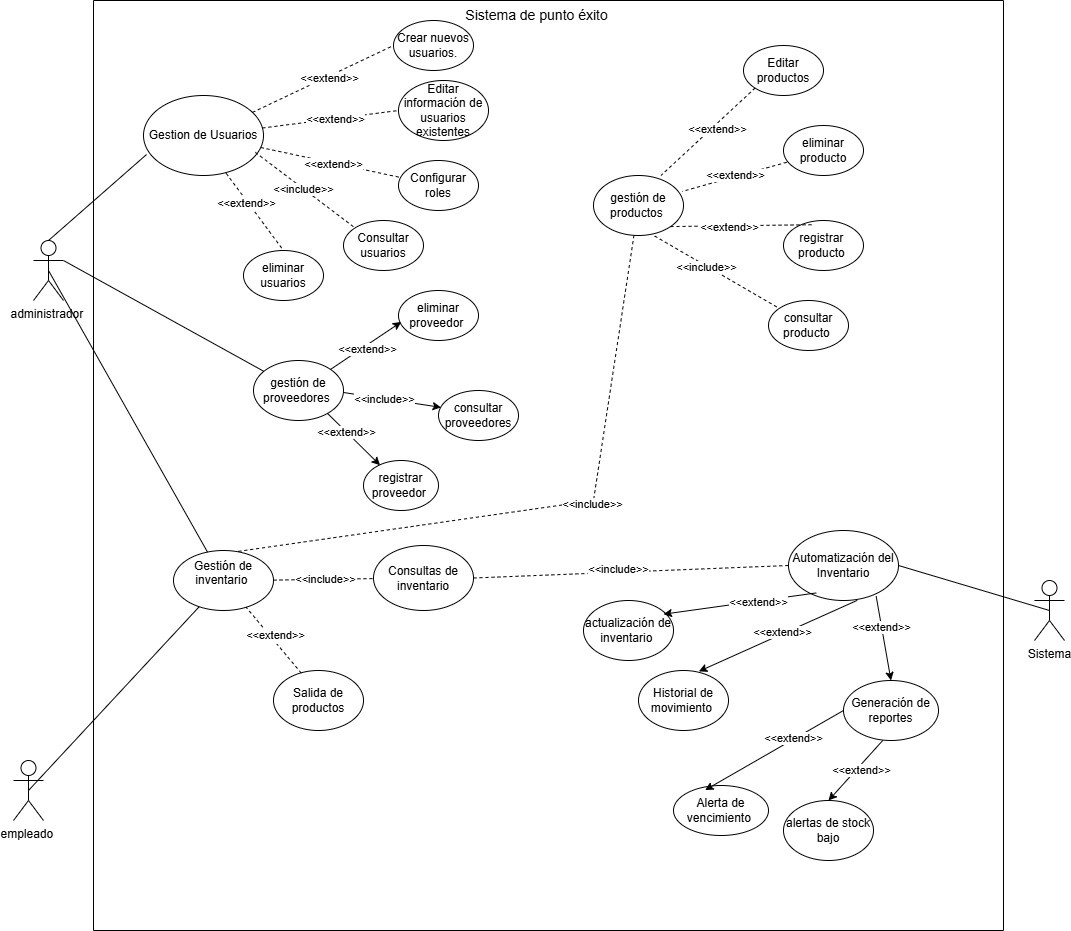 Sistema de punto éxito
Crear nuevos
usuarios.
<<extend>>
Editar
información de
usuarios
existentes
<<extend>>
Gestion de Usuarios
<<extend>>
Configurar
roles
<<include>>
<<extend>>
Consultar
usuarios
eliminar
usuarios
administrador
Editar
productos
<<extend>>
eliminar
producto
<<extend>>
gestión de
productos
<<extend>>
registrar
producto
<<include>>
consultar
producto
eliminar
proveedor
<<extend>>
gestión de
proveedores
<<include>>
consultar
proveedores
<<extend>>
registrar
proveedor
<<include>>
Gestión de
inventario
<<include>>
Consultas de
inventario
<<include>>
Automatización del
Inventario
<<extend>>
Salida de
productos
<<extend>>
actualización de
inventario
<<extend>>
Historial de
movimiento
<<extend>>
Generación de
reportes
Sistema
<<extend>>
<<extend>>
Alerta de
vencimiento
alertas de stock
bajo
empleado